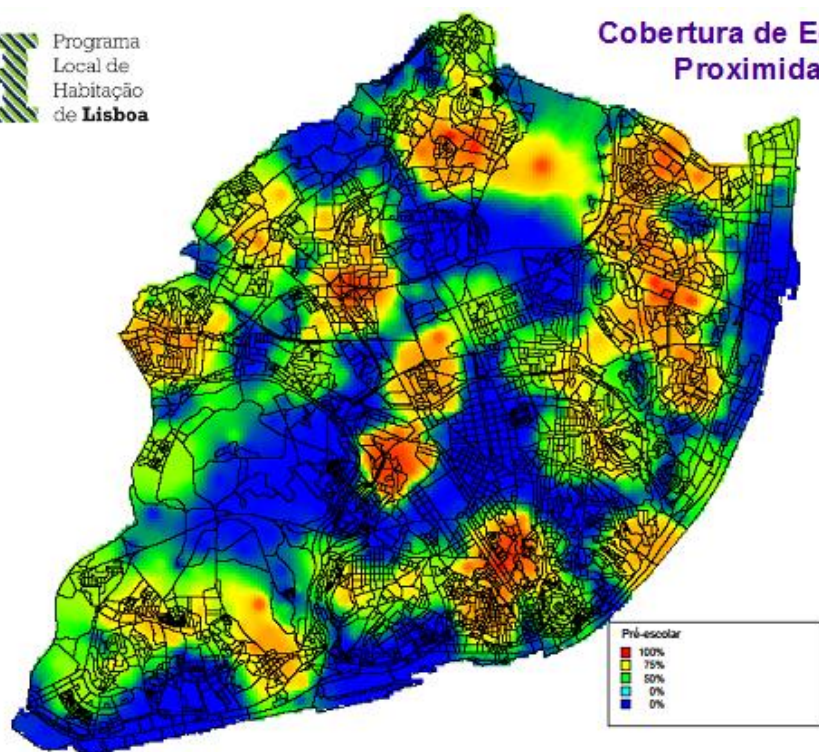 Programa
Local de
Habitação
de Lisboa
Cobertura de E
Proximida
Pré-escolar
100%
75%
50%
0%
0%